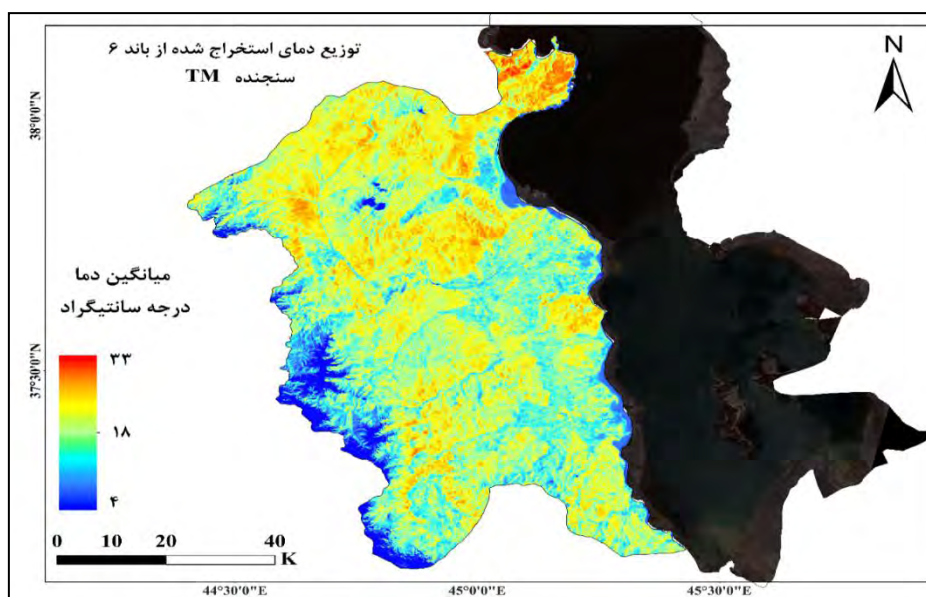 توزیع دمای استخراج شده از باند ۶
سنجنده TM
N
38°0'0"N
37°30'0"N
میانگین دما
درجه سانتیگراد
۳۳
۱۸
۴
0 10 20 40
K
44°30'0"E 45°0'0"E 45°30'0"E